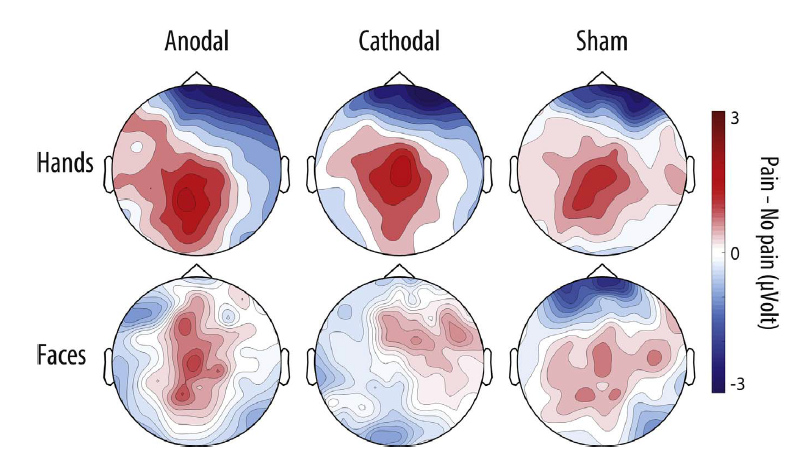 Anodal
Cathodal
Sham
Hands
Faces
3
0
-3
Pain - No pain (µVolt)